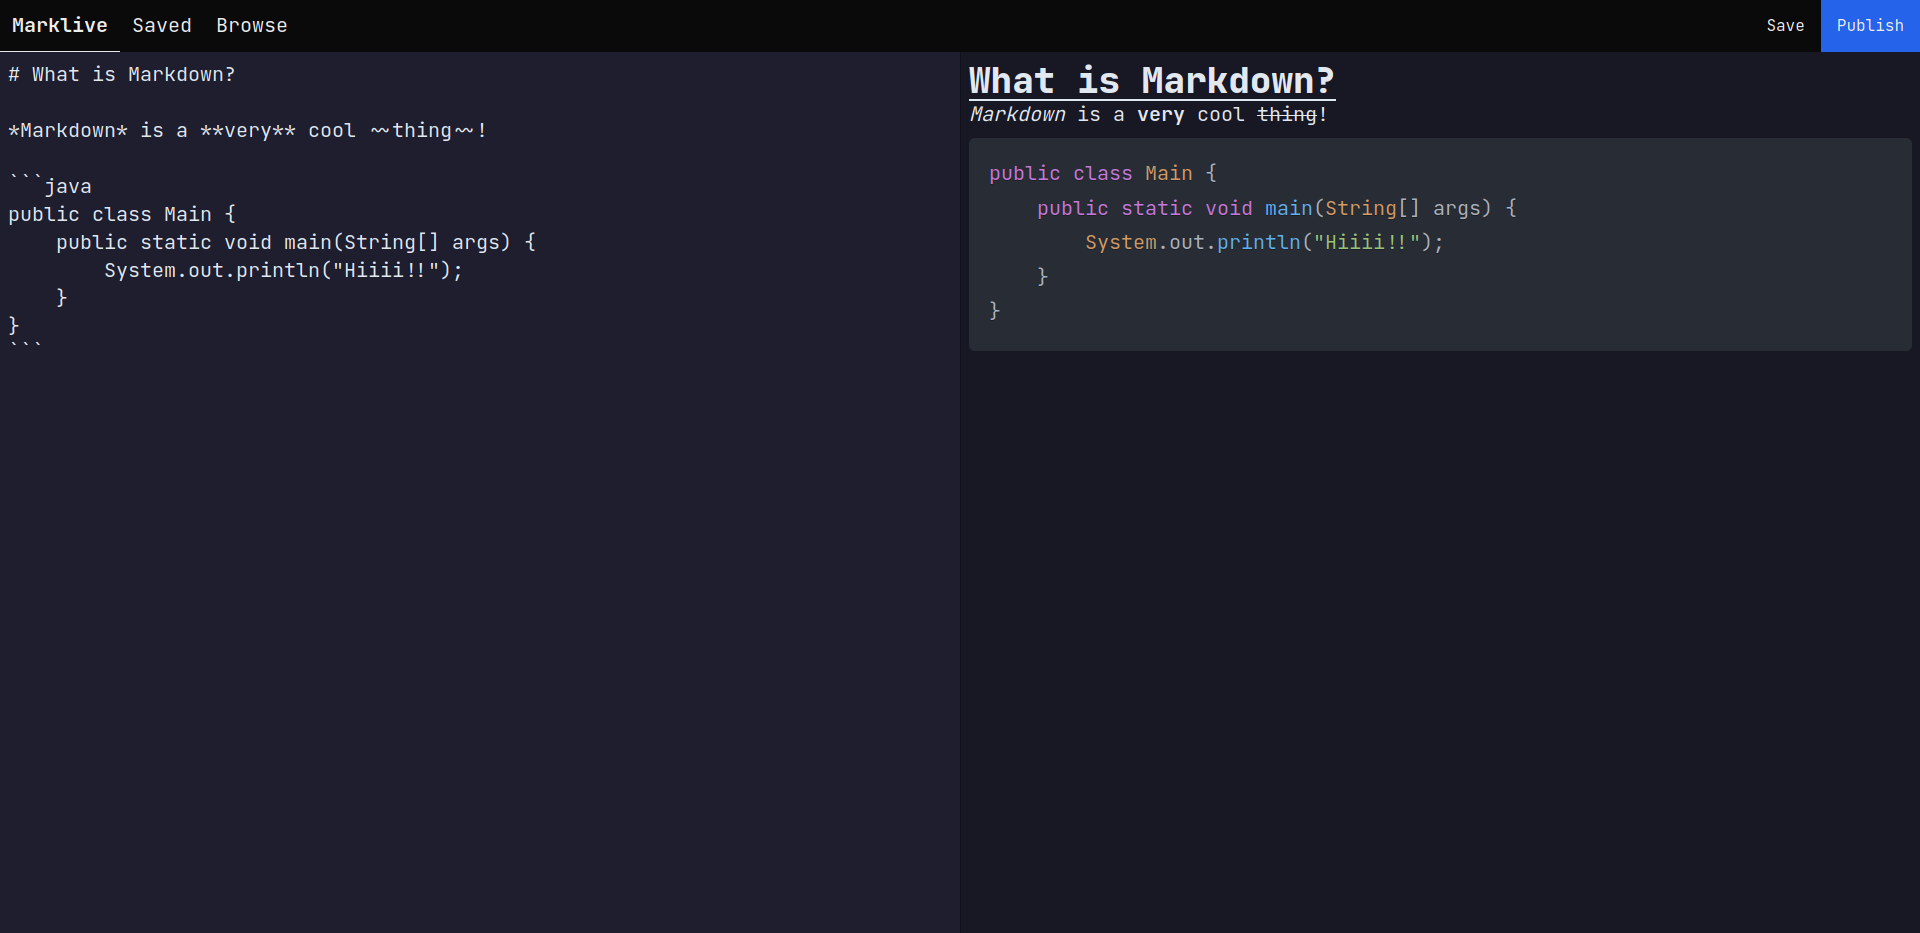 Marklive Saved Browse Save Publish
# What is Markdown?
*Markdown* is a **very** cool ~~thing~~!
```java
public class Main {
    public static void main(String[] args) {
        System.out.println("Hiiii!!");
    }
}
```
What is Markdown?
Markdown is a very cool thing!
public class Main {
    public static void main(String[] args) {
        System.out.println("Hiiii!!");
    }
}